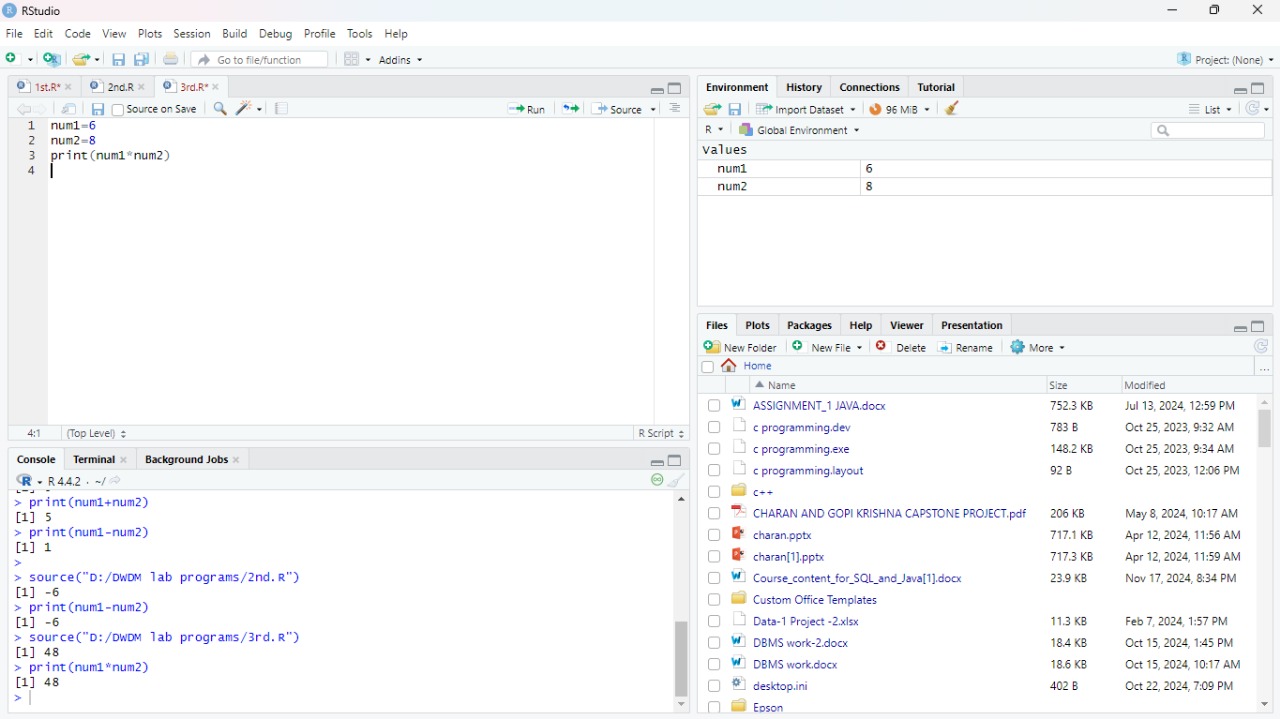 RStudio
File Edit Code View Plots Session Build Debug Profile Tools Help
Go to file/function Addins Project: (None)
1st.R* 2nd.R 3rd.R*
Source on Save Run Source
1 num1=6
2 num2=8
3 print(num1*num2)
4
4:1 (Top Level) R Script
Console Terminal Background Jobs
R 4.4.2 · ~/
> print(num1+num2)
[1] 5
> print(num1-num2)
[1] 1
>
> source("D:/DWDM lab programs/2nd.R")
[1] -6
> print(num1-num2)
[1] -6
> source("D:/DWDM lab programs/3rd.R")
[1] 48
> print(num1*num2)
[1] 48
>
Environment History Connections Tutorial
Import Dataset 96 MiB List
R Global Environment
Values
num1 6
num2 8
Files Plots Packages Help Viewer Presentation
New Folder New File Delete Rename More
Home ...
Name Size Modified
ASSIGNMENT_1 JAVA.docx 752.3 KB Jul 13, 2024, 12:59 PM
c programming.dev 783 B Oct 25, 2023, 9:32 AM
c programming.exe 148.2 KB Oct 25, 2023, 9:34 AM
c programming.layout 92 B Oct 25, 2023, 12:06 PM
c++
CHARAN AND GOPI KRISHNA CAPSTONE PROJECT.pdf 206 KB May 8, 2024, 10:17 AM
charan.pptx 717.1 KB Apr 12, 2024, 11:56 AM
charan[1].pptx 717.3 KB Apr 12, 2024, 11:59 AM
Course_content_for_SQL_and_Java[1].docx 23.9 KB Nov 17, 2024, 8:34 PM
Custom Office Templates
Data-1 Project -2.xlsx 11.3 KB Feb 7, 2024, 1:57 PM
DBMS work-2.docx 18.4 KB Oct 15, 2024, 1:45 PM
DBMS work.docx 18.6 KB Oct 15, 2024, 10:17 AM
desktop.ini 402 B Oct 22, 2024, 7:09 PM
Epson